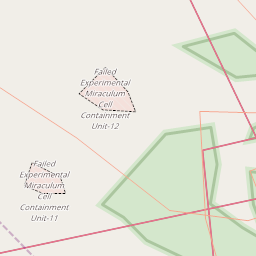 Failed
Experimental
Miraculum
Cell
Containment
Unit-12
Failed
Experimental
Miraculum
Cell
Containment
Unit-11